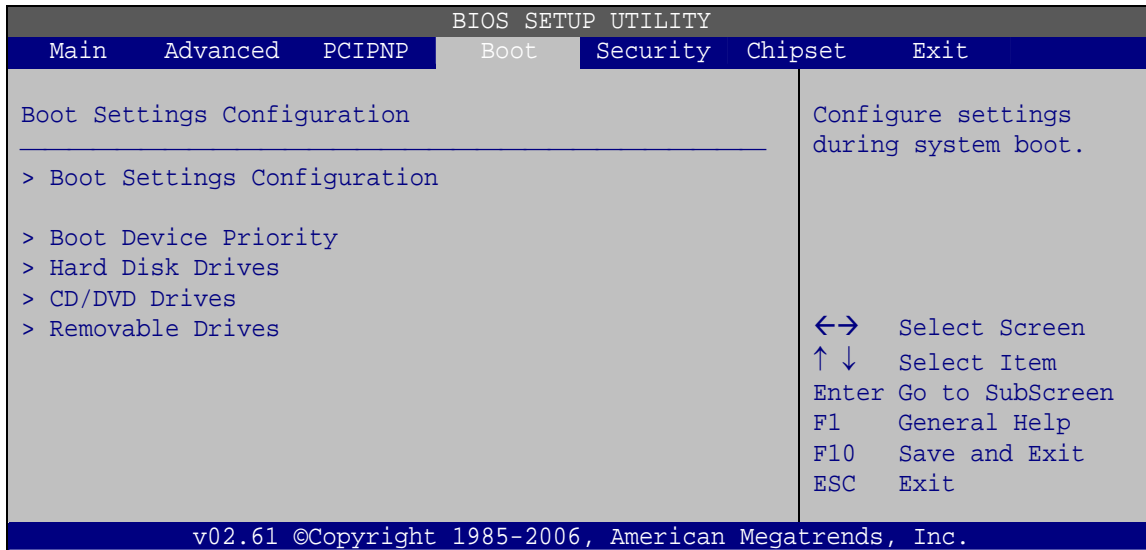 BIOS SETUP UTILITY
Main Advanced PCIPNP Boot Security Chipset Exit
Boot Settings Configuration
> Boot Settings Configuration
> Boot Device Priority
> Hard Disk Drives
> CD/DVD Drives
> Removable Drives
Configure settings
during system boot.
←→ Select Screen
↑ ↓ Select Item
Enter Go to SubScreen
F1 General Help
F10 Save and Exit
ESC Exit
v02.61 ©Copyright 1985-2006, American Megatrends, Inc.